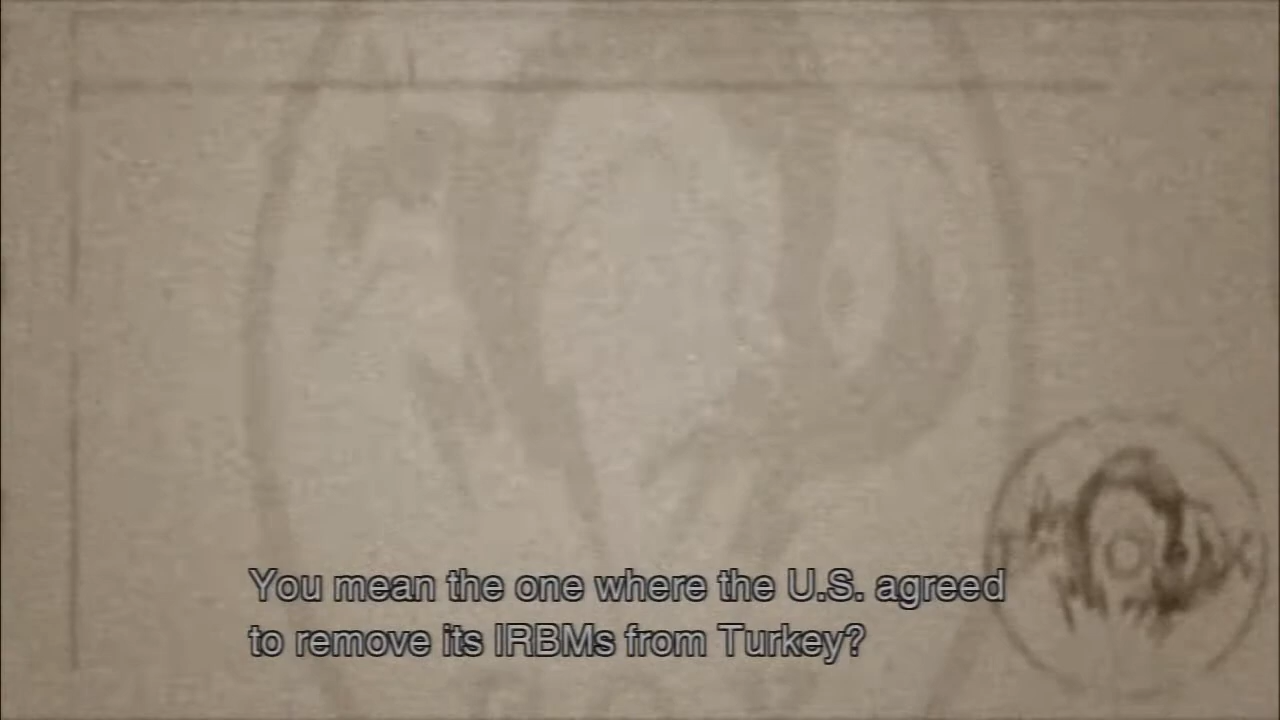 You mean the one where the U.S. agreed
to remove its IRBMs from Turkey?